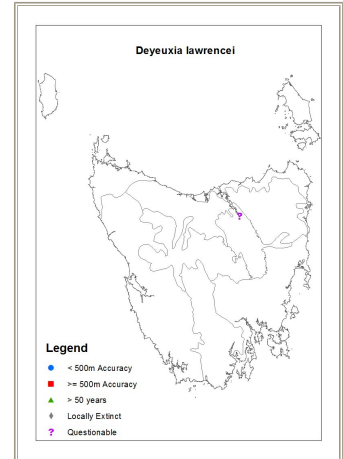 Deyeuxia lawrencei
?
Legend
< 500m Accuracy
>= 500m Accuracy
> 50 years
Locally Extinct
? Questionable